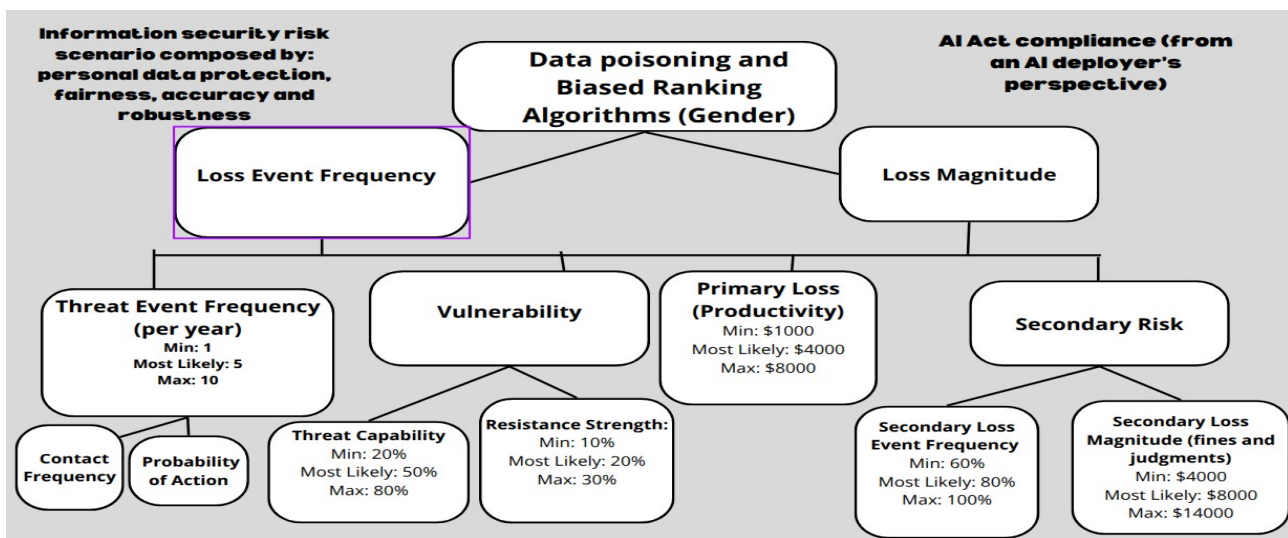 Information security risk
scenario composed by:
personal data protection,
fairness, accuracy and
robustness
Data poisoning and
Biased Ranking
Algorithms (Gender)
AI Act compliance (from
an AI deployer's
perspective)
Loss Event Frequency
Loss Magnitude
Threat Event Frequency
(per year)
Min: 1
Most Likely: 5
Max: 10
Vulnerability
Primary Loss
(Productivity)
Min: $1000
Most Likely: $4000
Max: $8000
Secondary Risk
Contact
Frequency
Probability
of Action
Threat Capability
Min: 20%
Most Likely: 50%
Max: 80%
Resistance Strength:
Min: 10%
Most Likely: 20%
Max: 30%
Secondary Loss
Event Frequency
Min: 60%
Most Likely: 80%
Max: 100%
Secondary Loss
Magnitude (fines and
judgments)
Min: $4000
Most Likely: $8000
Max: $14000